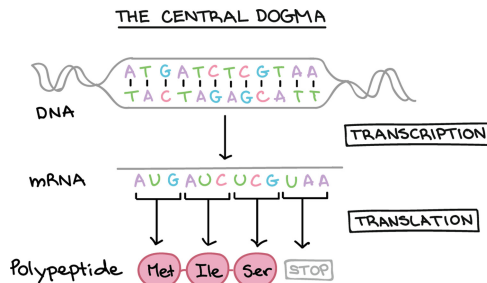 THE CENTRAL DOGMA
ATGATCTCGTAA
TACTAGAGCATT
DNA
TRANSCRIPTION
mRNA AUGAUCUCGUAA
TRANSLATION
Polypeptide Met Ile Ser STOP